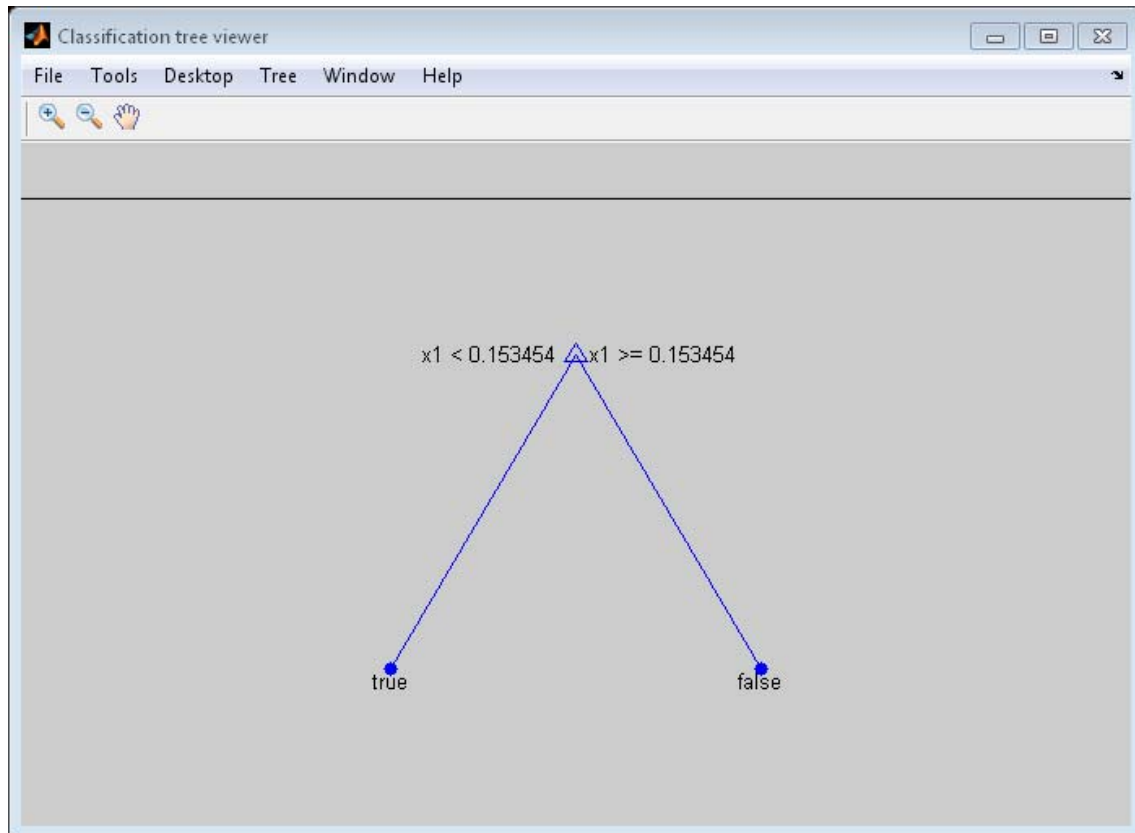 Classification tree viewer
File Tools Desktop Tree Window Help
x1 < 0.153454 x1 >= 0.153454
true false